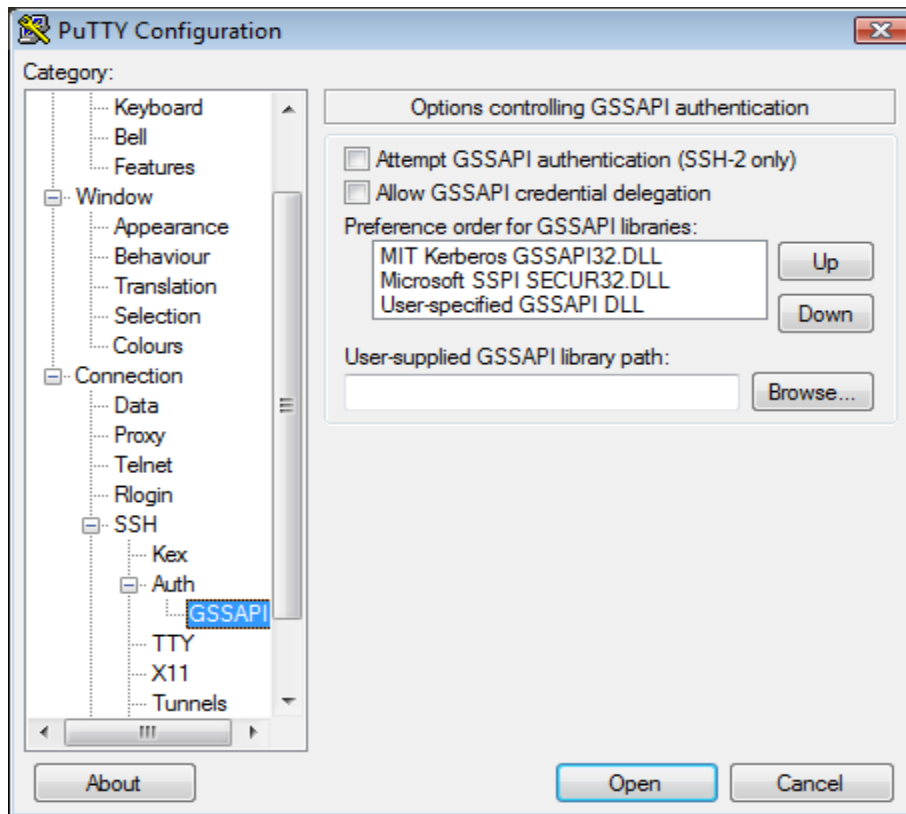 PuTTY Configuration
Category:
Keyboard
Bell
Features
Window
Appearance
Behaviour
Translation
Selection
Colours
Connection
Data
Proxy
Telnet
Rlogin
SSH
Kex
Auth
GSSAPI
TTY
X11
Tunnels
Options controlling GSSAPI authentication
Attempt GSSAPI authentication (SSH-2 only)
Allow GSSAPI credential delegation
Preference order for GSSAPI libraries:
MIT Kerberos GSSAPI32.DLL
Microsoft SSPI SECUR32.DLL
User-specified GSSAPI DLL
Up
Down
User-supplied GSSAPI library path:
Browse...
About
Open
Cancel